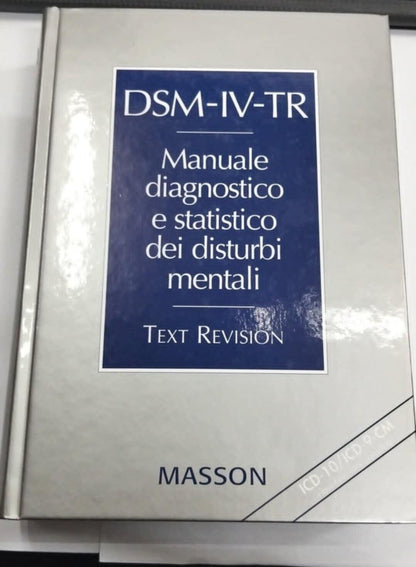 DSM-IV-TR
Manuale
diagnostico
e statistico
dei disturbi
mentali
TEXT REVISION
ICD-10/ICD-9-CM
MASSON